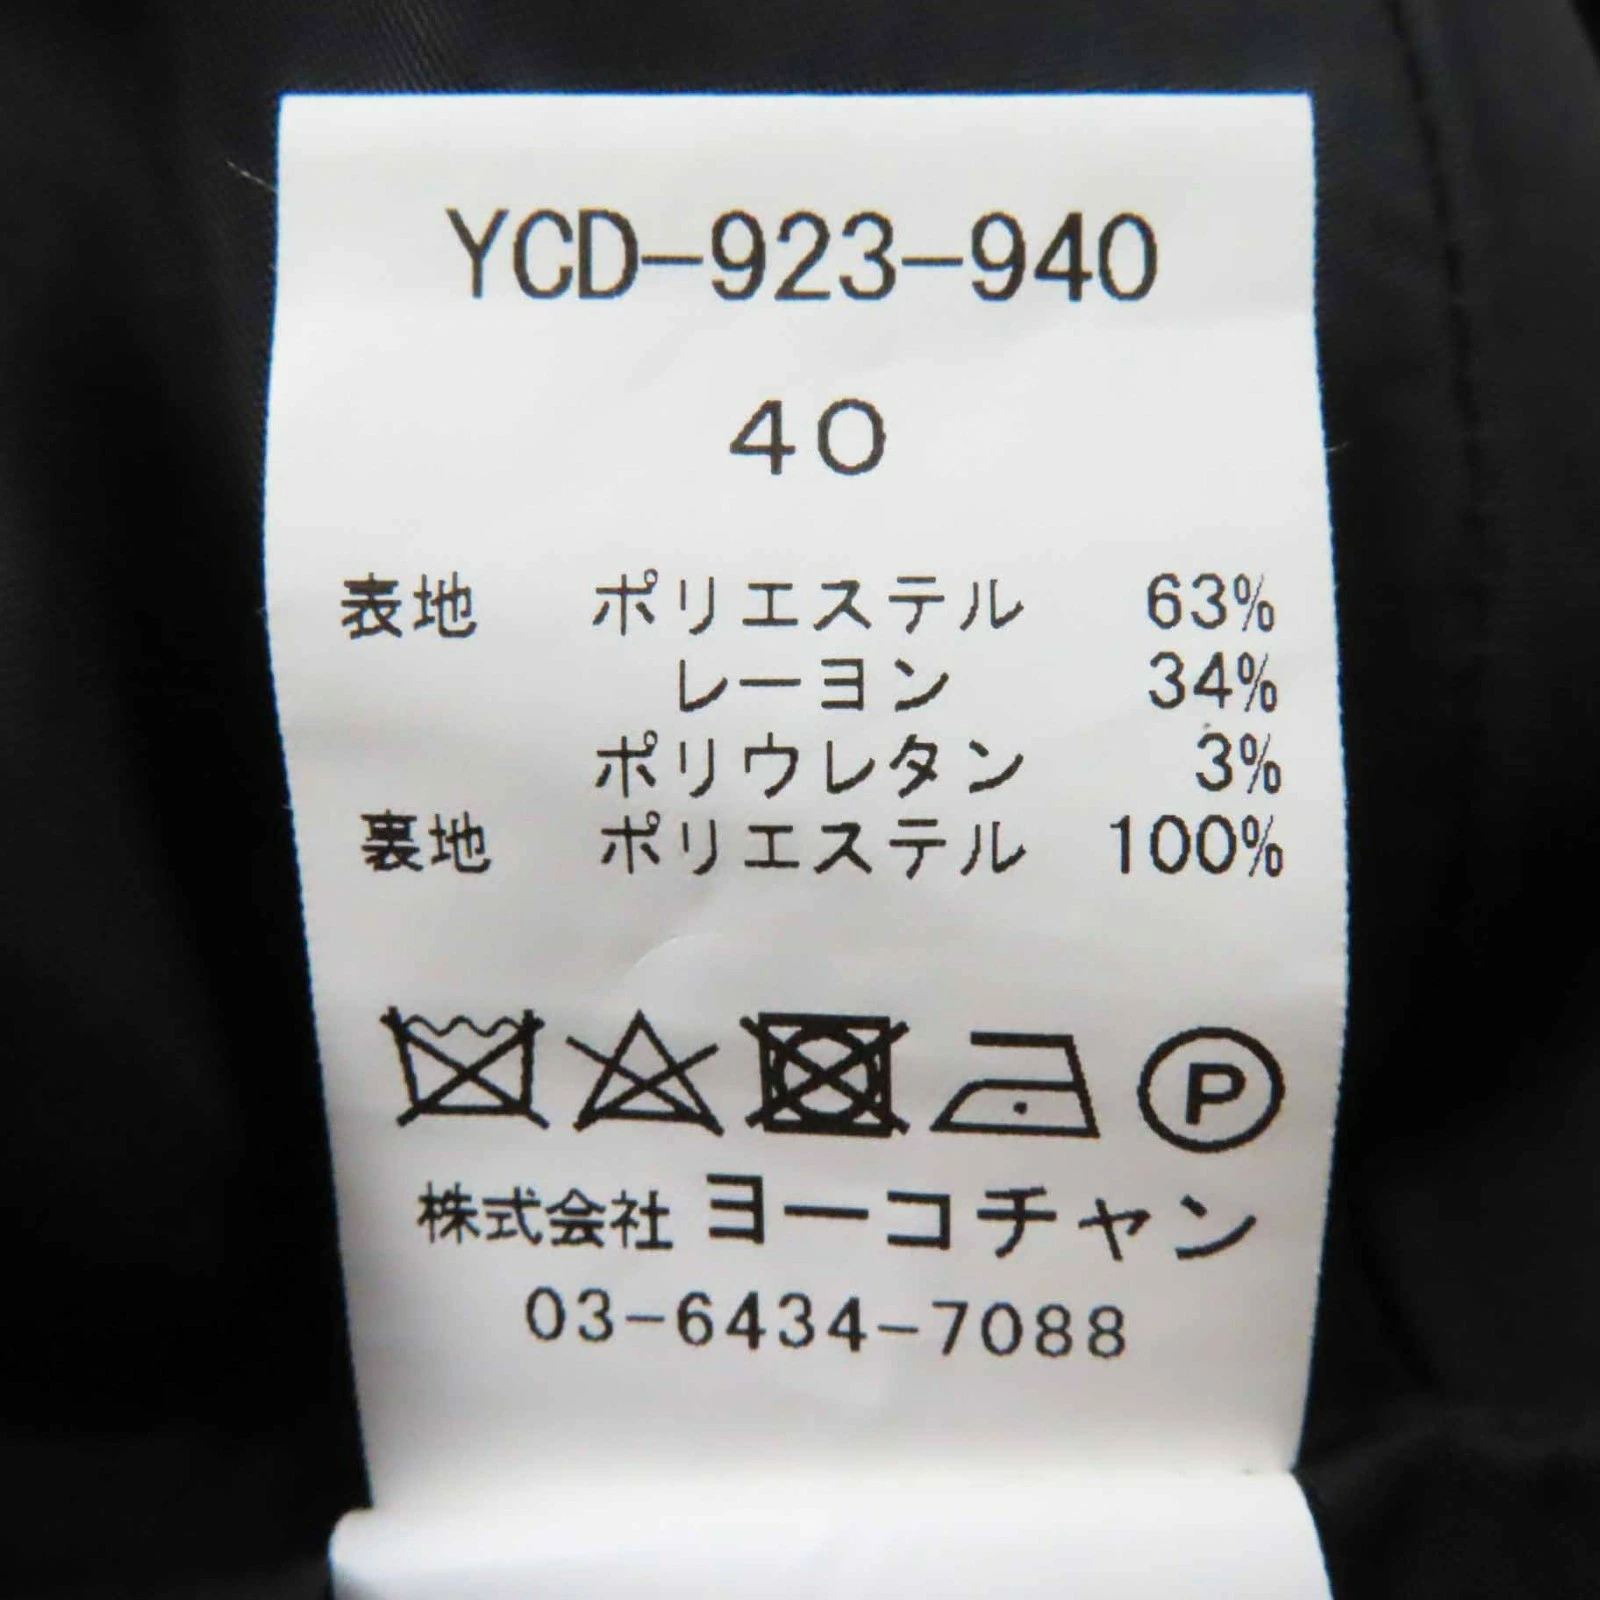 YCD-923-940
40
表地 ポリエステル 63%
レーヨン 34%
ポリウレタン 3%
裏地 ポリエステル 100%
P
株式会社ヨーコチャン
03-6434-7088